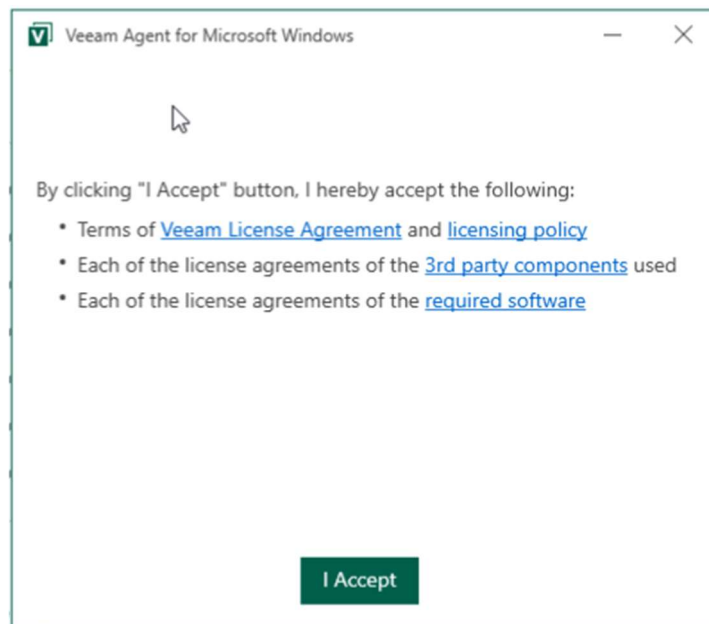 Veeam Agent for Microsoft Windows
By clicking "I Accept" button, I hereby accept the following:
• Terms of Veeam License Agreement and licensing policy
• Each of the license agreements of the 3rd party components used
• Each of the license agreements of the required software
I Accept